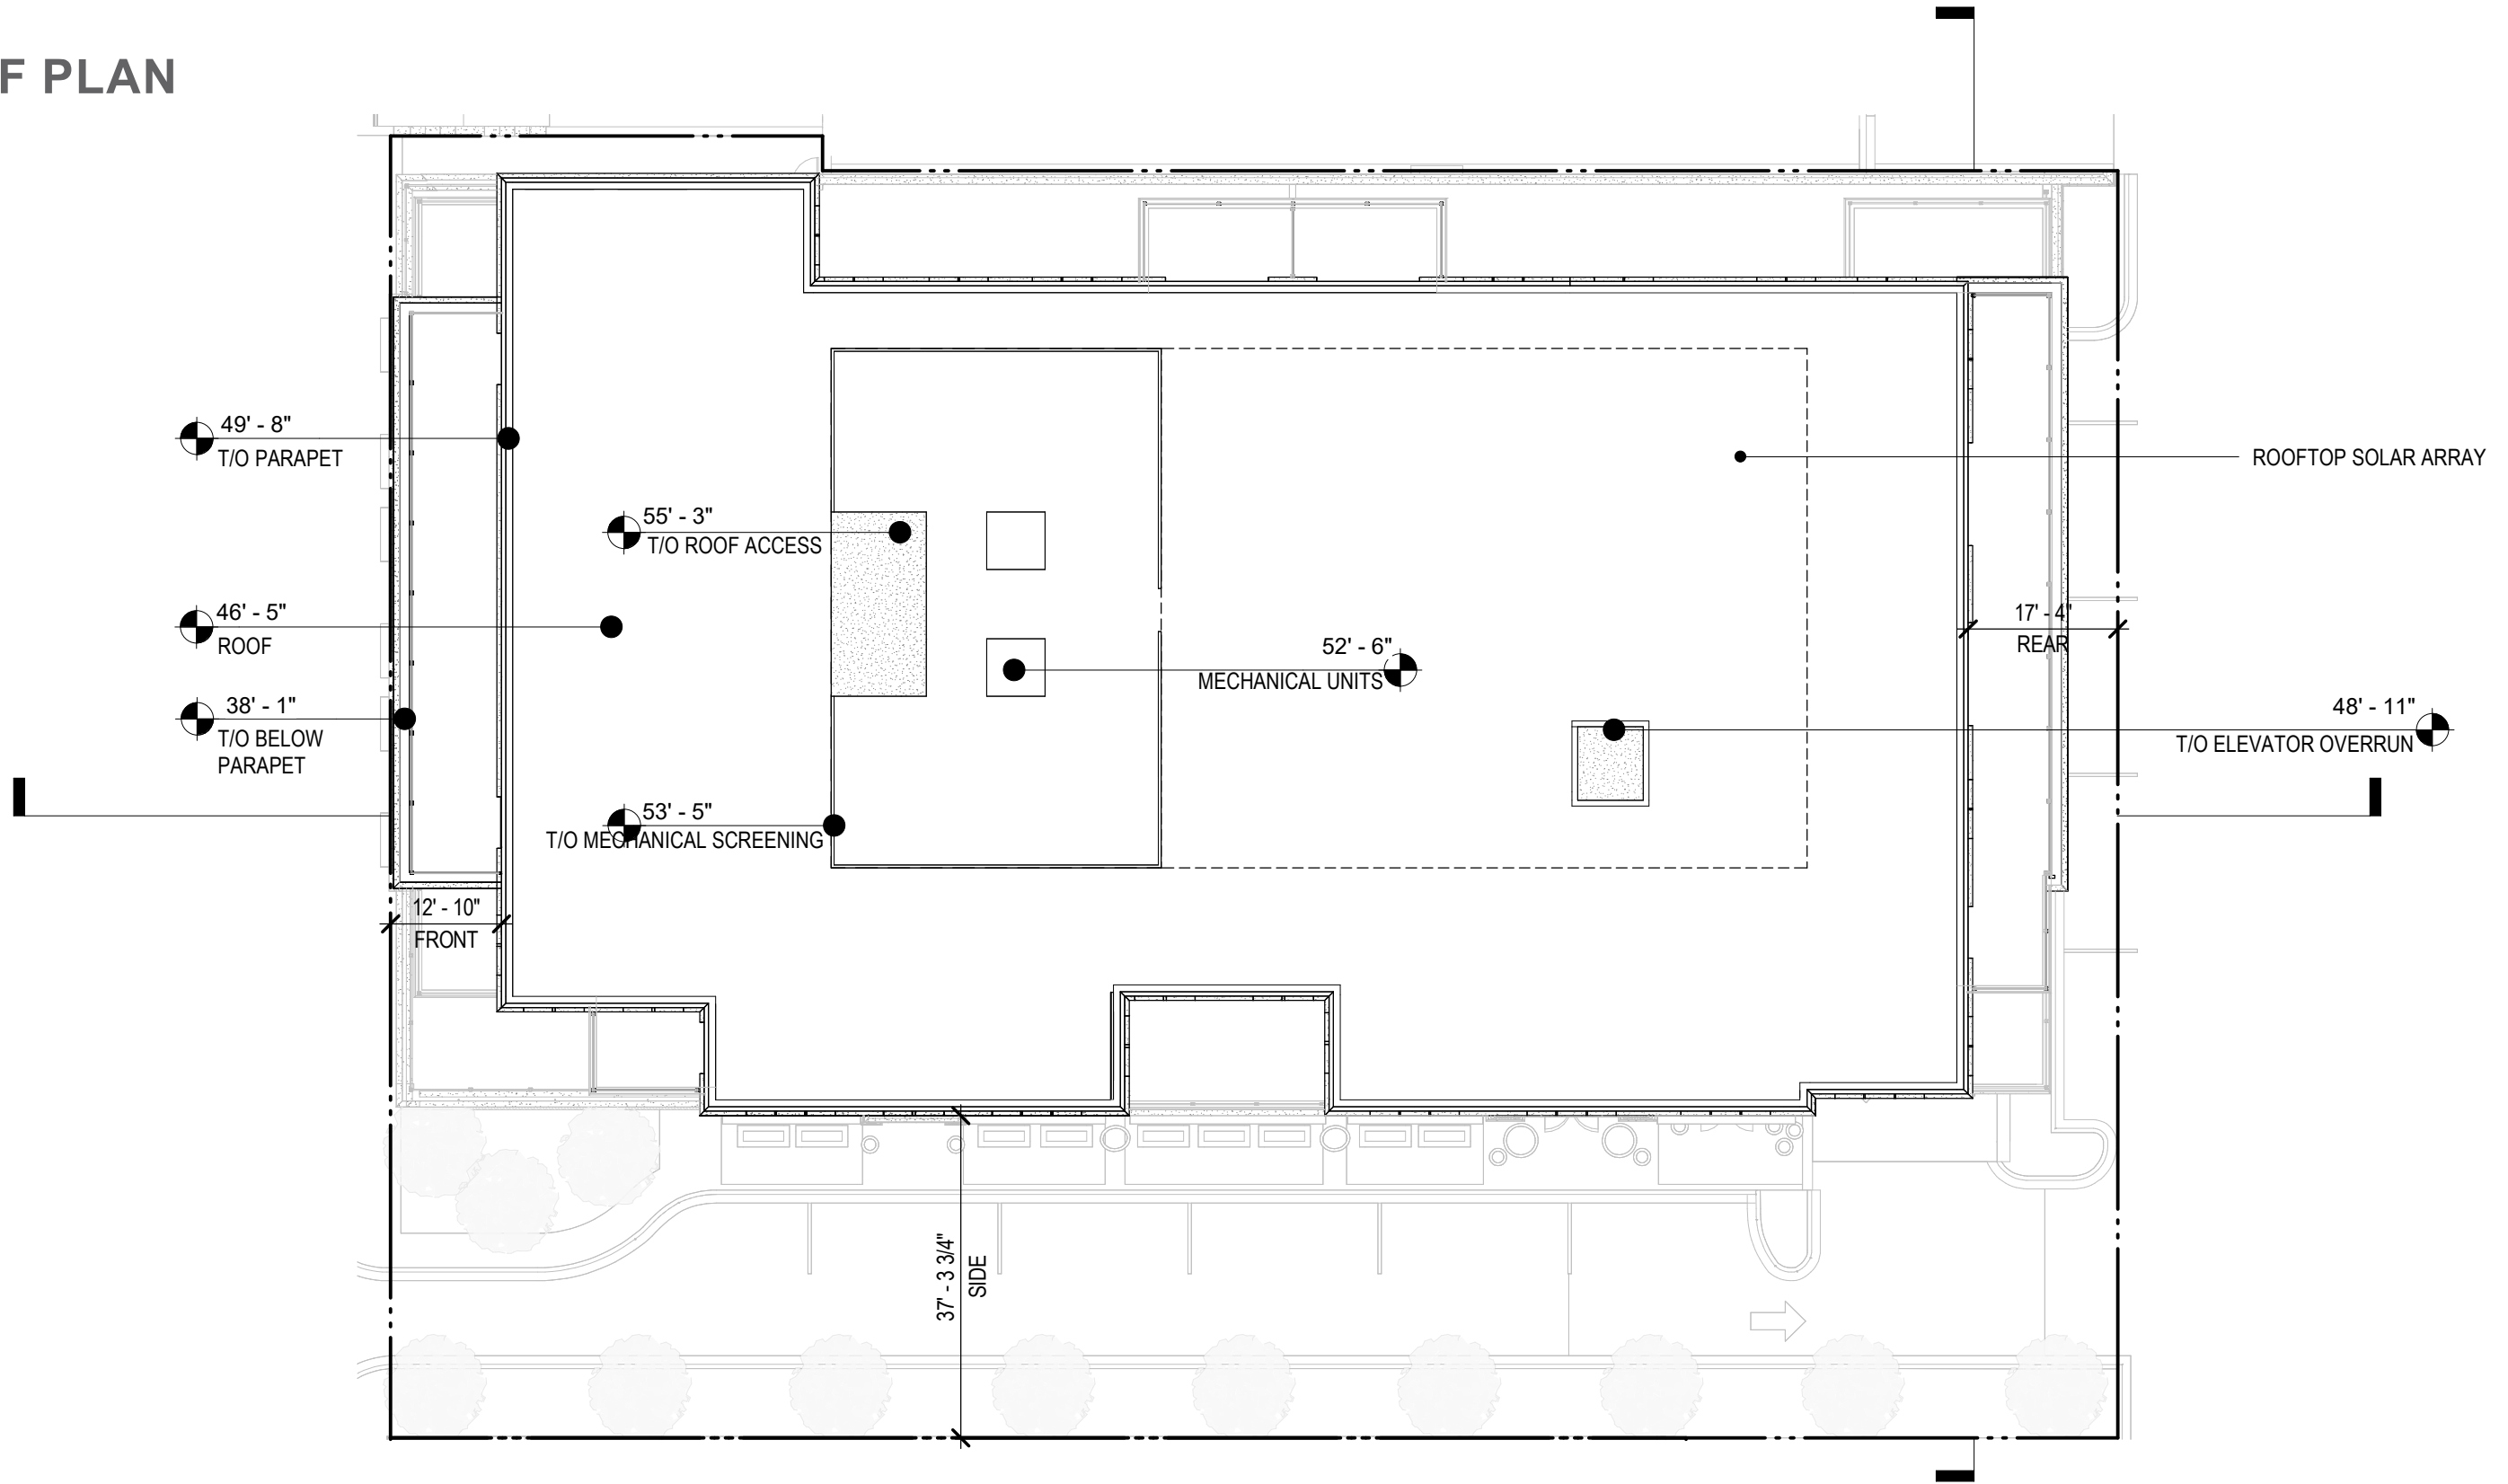 F PLAN
49' - 8"
T/O PARAPET
ROOFTOP SOLAR ARRAY
55' - 3"
T/O ROOF ACCESS
46' - 5"
ROOF
17' - 4"
REAR
52' - 6"
MECHANICAL UNITS
38' - 1"
T/O BELOW
PARAPET
48' - 11"
T/O ELEVATOR OVERRUN
53' - 5"
T/O MECHANICAL SCREENING
12' - 10"
FRONT
37' - 3 3/4"
SIDE